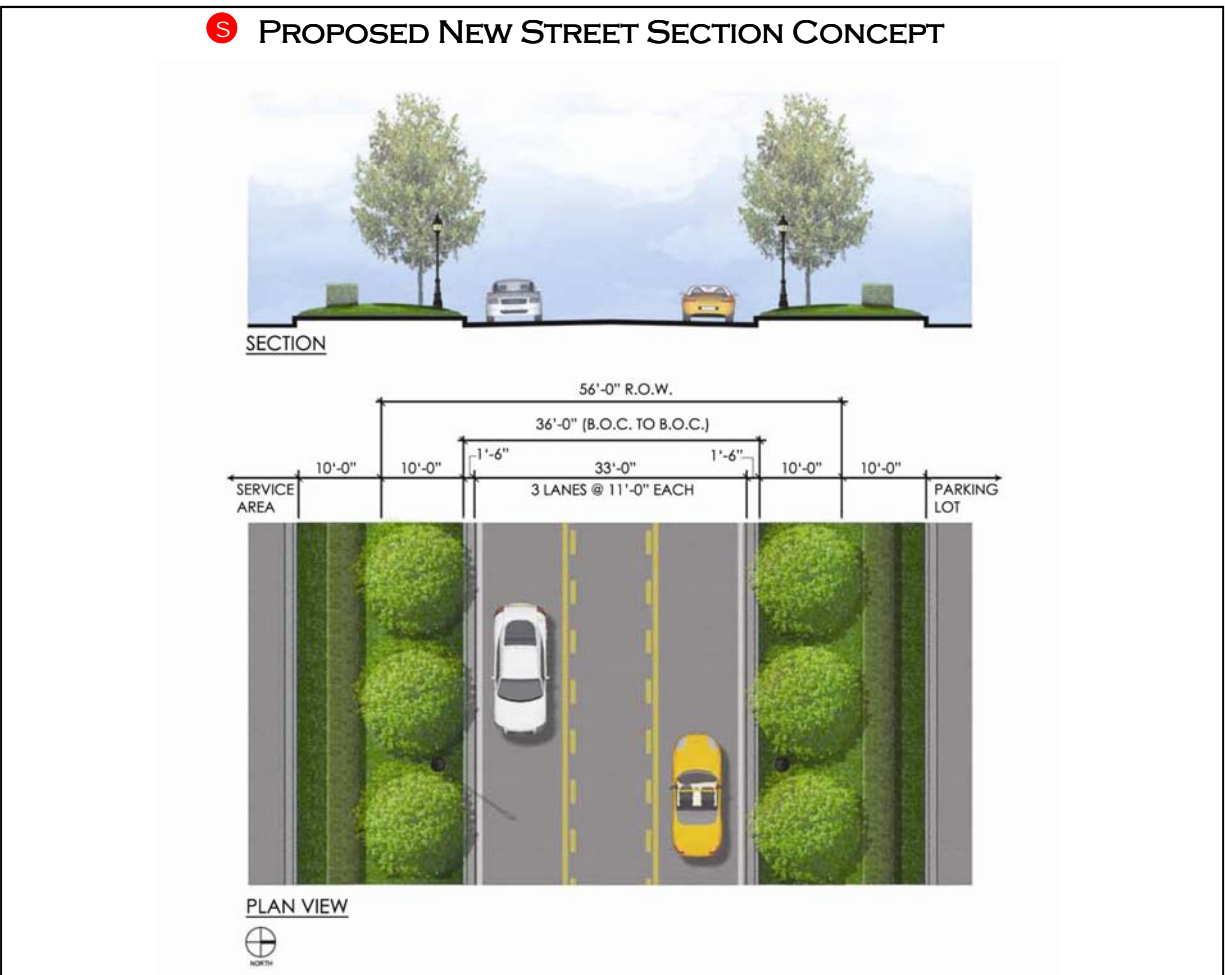 S PROPOSED NEW STREET SECTION CONCEPT
SECTION
56'-0" R.O.W.
36'-0" (B.O.C. TO B.O.C.)
1'-6" 1'-6"
10'-0" 10'-0" 33'-0" 10'-0" 10'-0"
SERVICE AREA
3 LANES @ 11'-0" EACH
PARKING LOT
PLAN VIEW
NORTH